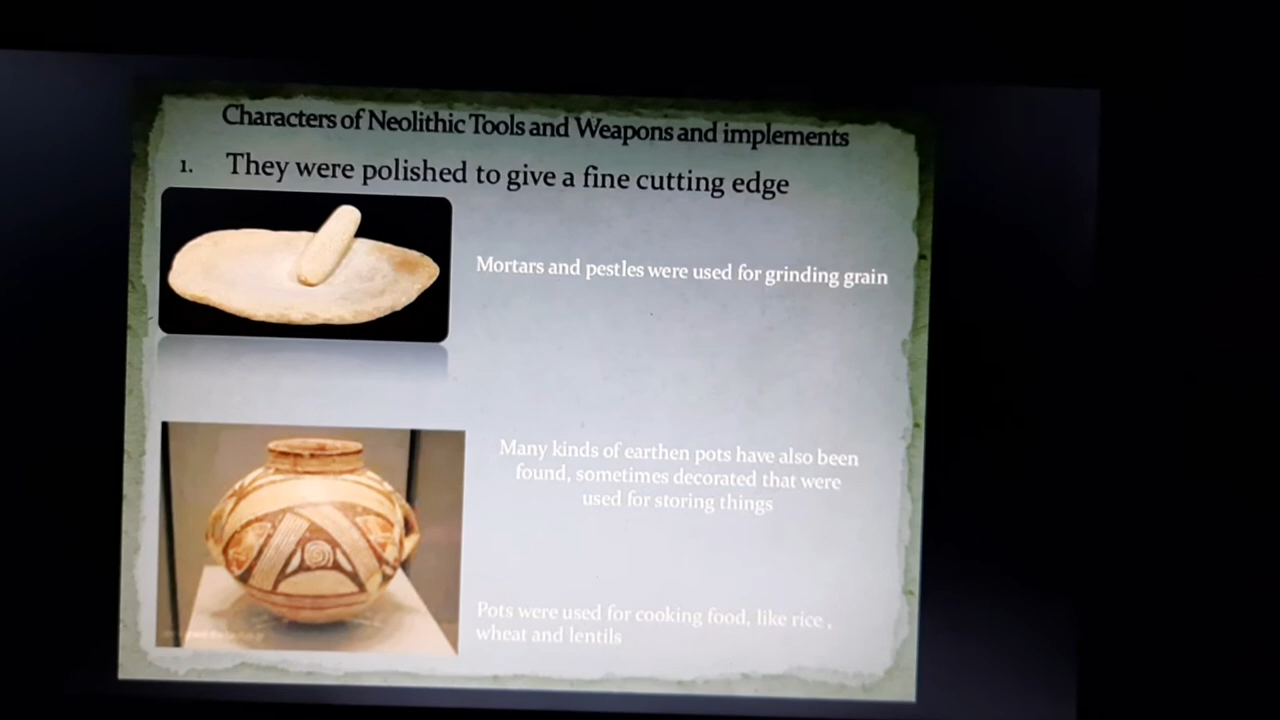 Characters of Neolithic Tools and Weapons and implements
1. They were polished to give a fine cutting edge
Mortars and pestles were used for grinding grain
Many kinds of earthen pots have also been
found, sometimes decorated that were
used for storing things
Pots were used for cooking food, like rice ,
wheat and lentils